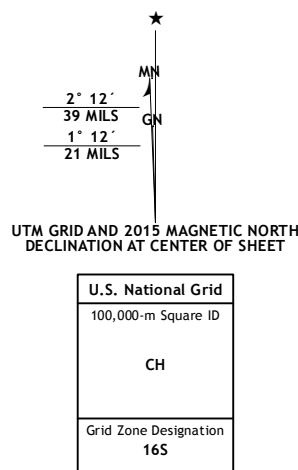 ★
MN
2° 12´
39 MILS
GN
1° 12´
21 MILS
UTM GRID AND 2015 MAGNETIC NORTH
DECLINATION AT CENTER OF SHEET
U.S. National Grid
100,000-m Square ID
CH
Grid Zone Designation
16S